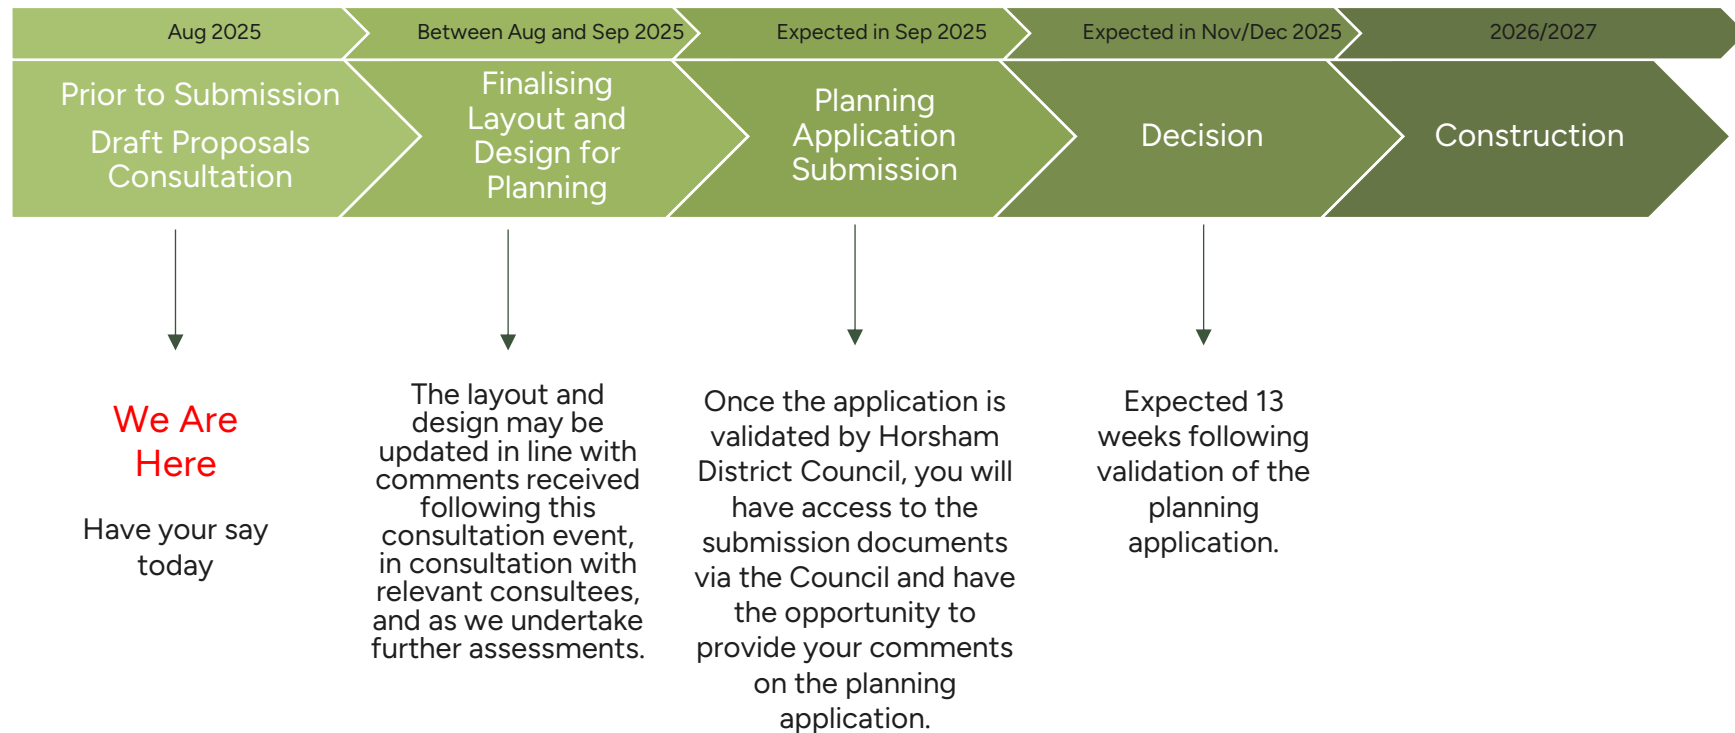 Aug 2025
Between Aug and Sep 2025
Expected in Sep 2025
Expected in Nov/Dec 2025
2026/2027
Prior to Submission
Draft Proposals
Consultation
Finalising
Layout and
Design for
Planning
Planning
Application
Submission
Decision
Construction
We Are
Here
Have your say
today
The layout and
design may be
updated in line with
comments received
following this
consultation event,
in consultation with
relevant consultees,
and as we undertake
further assessments.
Once the application is
validated by Horsham
District Council, you will
have access to the
submission documents
via the Council and have
the opportunity to
provide your comments
on the planning
application.
Expected 13
weeks following
validation of the
planning
application.